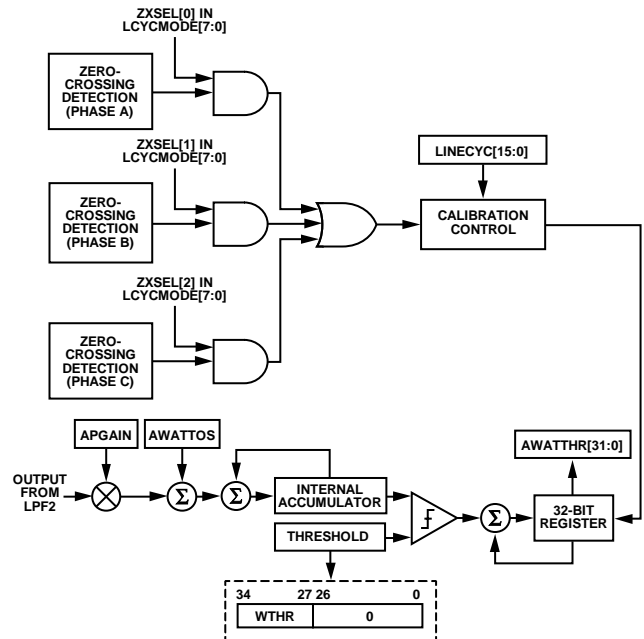 ZXSEL[0] IN
LCYCMODE[7:0]
ZERO-
CROSSING
DETECTION
(PHASE A)
ZXSEL[1] IN
LCYCMODE[7:0]
ZERO-
CROSSING
DETECTION
(PHASE B)
LINECYC[15:0]
CALIBRATION
CONTROL
ZXSEL[2] IN
LCYCMODE[7:0]
ZERO-
CROSSING
DETECTION
(PHASE C)
APGAIN
AWATTOS
AWATTHR[31:0]
OUTPUT
FROM
LPF2
Σ
Σ
INTERNAL
ACCUMULATOR
THRESHOLD
Σ
32-BIT
REGISTER
34 27 26 0
WTHR 0